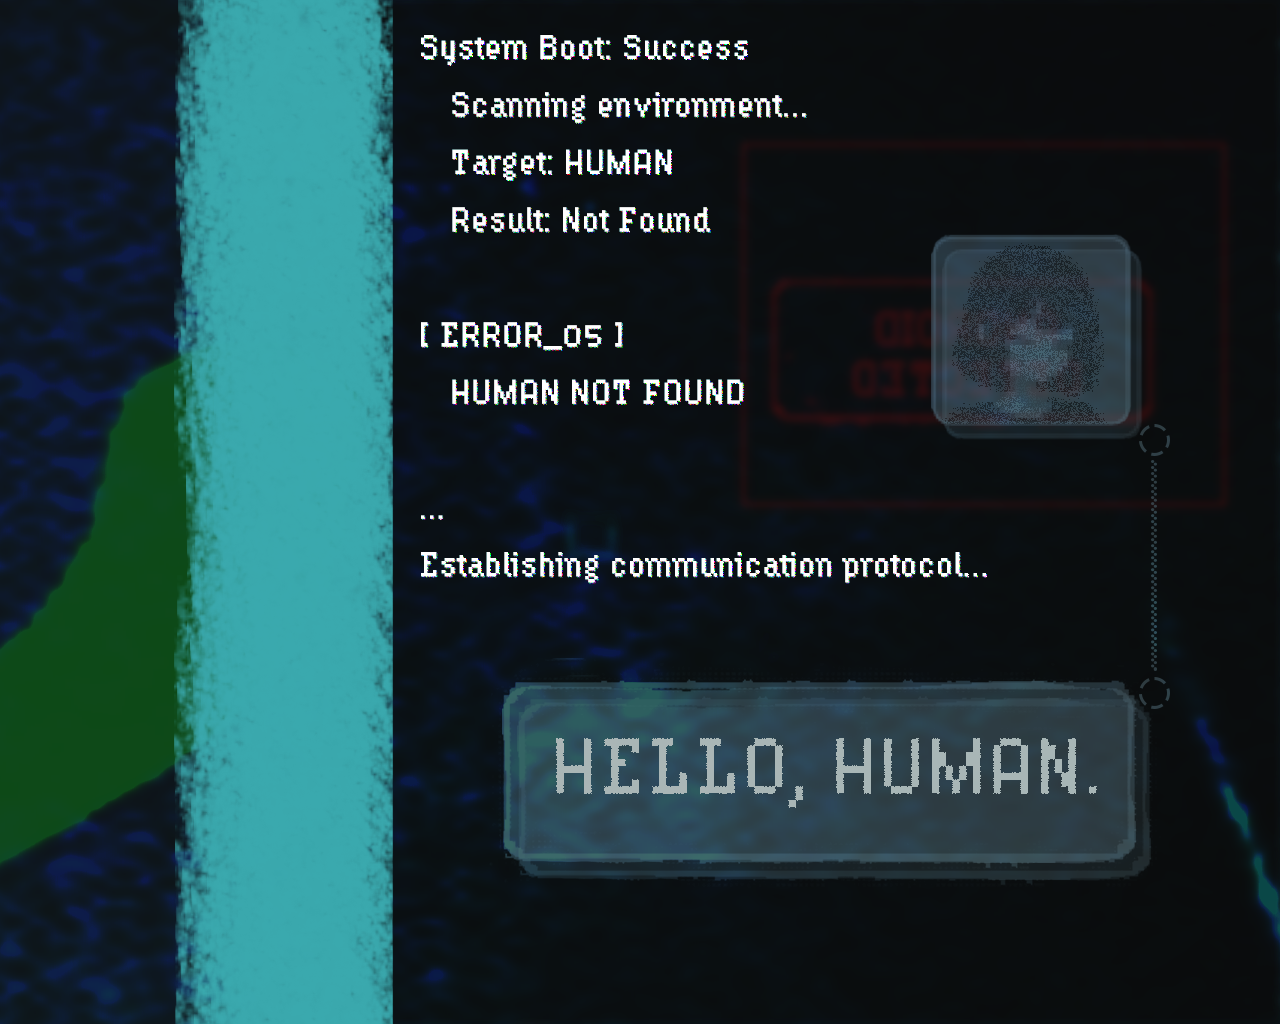 System Boot: Success
Scanning environment...
Target: HUMAN
Result: Not Found
[ ERROR_05 ]
HUMAN NOT FOUND
...
Establishing communication protocol...
HELLO, HUMAN.